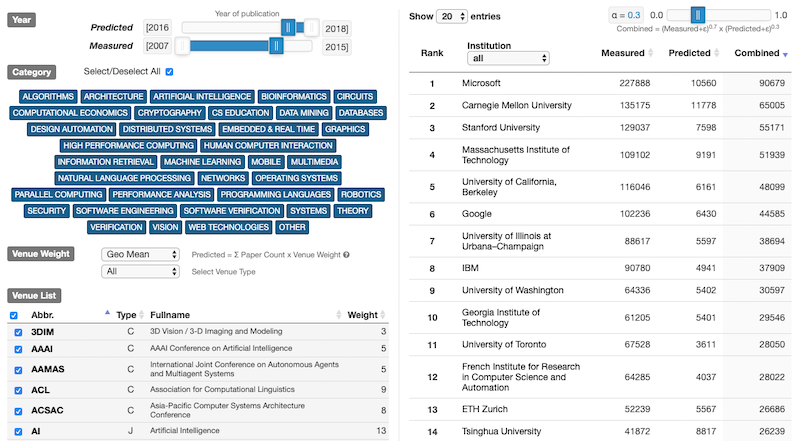 Year
Year of publication
Predicted [2016 2018]
Measured [2007 2015]
Category Select/Deselect All
ALGORITHMS ARCHITECTURE ARTIFICIAL INTELLIGENCE BIOINFORMATICS CIRCUITS
COMPUTATIONAL ECONOMICS CRYPTOGRAPHY CS EDUCATION DATA MINING DATABASES
DESIGN AUTOMATION DISTRIBUTED SYSTEMS EMBEDDED & REAL TIME GRAPHICS
HIGH PERFORMANCE COMPUTING HUMAN COMPUTER INTERACTION
INFORMATION RETRIEVAL MACHINE LEARNING MOBILE MULTIMEDIA
NATURAL LANGUAGE PROCESSING NETWORKS OPERATING SYSTEMS
PARALLEL COMPUTING PERFORMANCE ANALYSIS PROGRAMMING LANGUAGES ROBOTICS
SECURITY SOFTWARE ENGINEERING SOFTWARE VERIFICATION SYSTEMS THEORY
VERIFICATION VISION WEB TECHNOLOGIES OTHER
Venue Weight Geo Mean Predicted = Σ Paper Count x Venue Weight ?
All Select Venue Type
Venue List
Abbr. Type Fullname Weight
3DIM C 3D Vision / 3-D Imaging and Modeling 3
AAAI C AAAI Conference on Artificial Intelligence 5
AAMAS C International Joint Conference on Autonomous Agents
and Multiagent Systems 5
ACL C Association for Computational Linguistics 9
ACSAC C Asia-Pacific Computer Systems Architecture
Conference 8
AI J Artificial Intelligence 13
Show 20 entries α = 0.3 0.0 1.0
Combined = (Measured+ε)^0.7 x (Predicted+ε)^0.3
Rank Institution Measured Predicted Combined
all
1 Microsoft 227888 10560 90679
2 Carnegie Mellon University 135175 11778 65005
3 Stanford University 129037 7598 55171
4 Massachusetts Institute of
Technology 109102 9191 51939
5 University of California,
Berkeley 116046 6161 48099
6 Google 102236 6430 44585
7 University of Illinois at
Urbana–Champaign 88617 5597 38694
8 IBM 90780 4941 37909
9 University of Washington 64336 5402 30597
10 Georgia Institute of
Technology 61205 5401 29546
11 University of Toronto 67528 3611 28050
12 French Institute for Research
in Computer Science and
Automation 64285 4037 28022
13 ETH Zurich 52239 5567 26686
14 Tsinghua University 41872 8817 26239